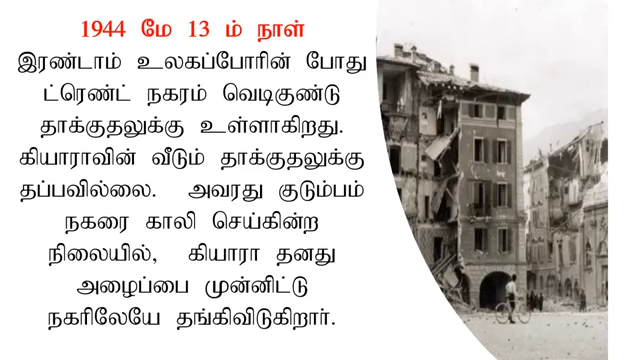 1944 மே 13 ம் நாள்
இரண்டாம் உலகப்போரின் போது
ட்ரெண்ட் நகரம் வெடிகுண்டு
தாக்குதலுக்கு உள்ளாகிறது.
கியாராவின் வீடும் தாக்குதலுக்கு
தப்பவில்லை. அவரது குடும்பம்
நகரை காலி செய்கின்ற
நிலையில், கியாரா தனது
அழைப்பை முன்னிட்டு
நகரிலேயே தங்கிவிடுகிறார்.